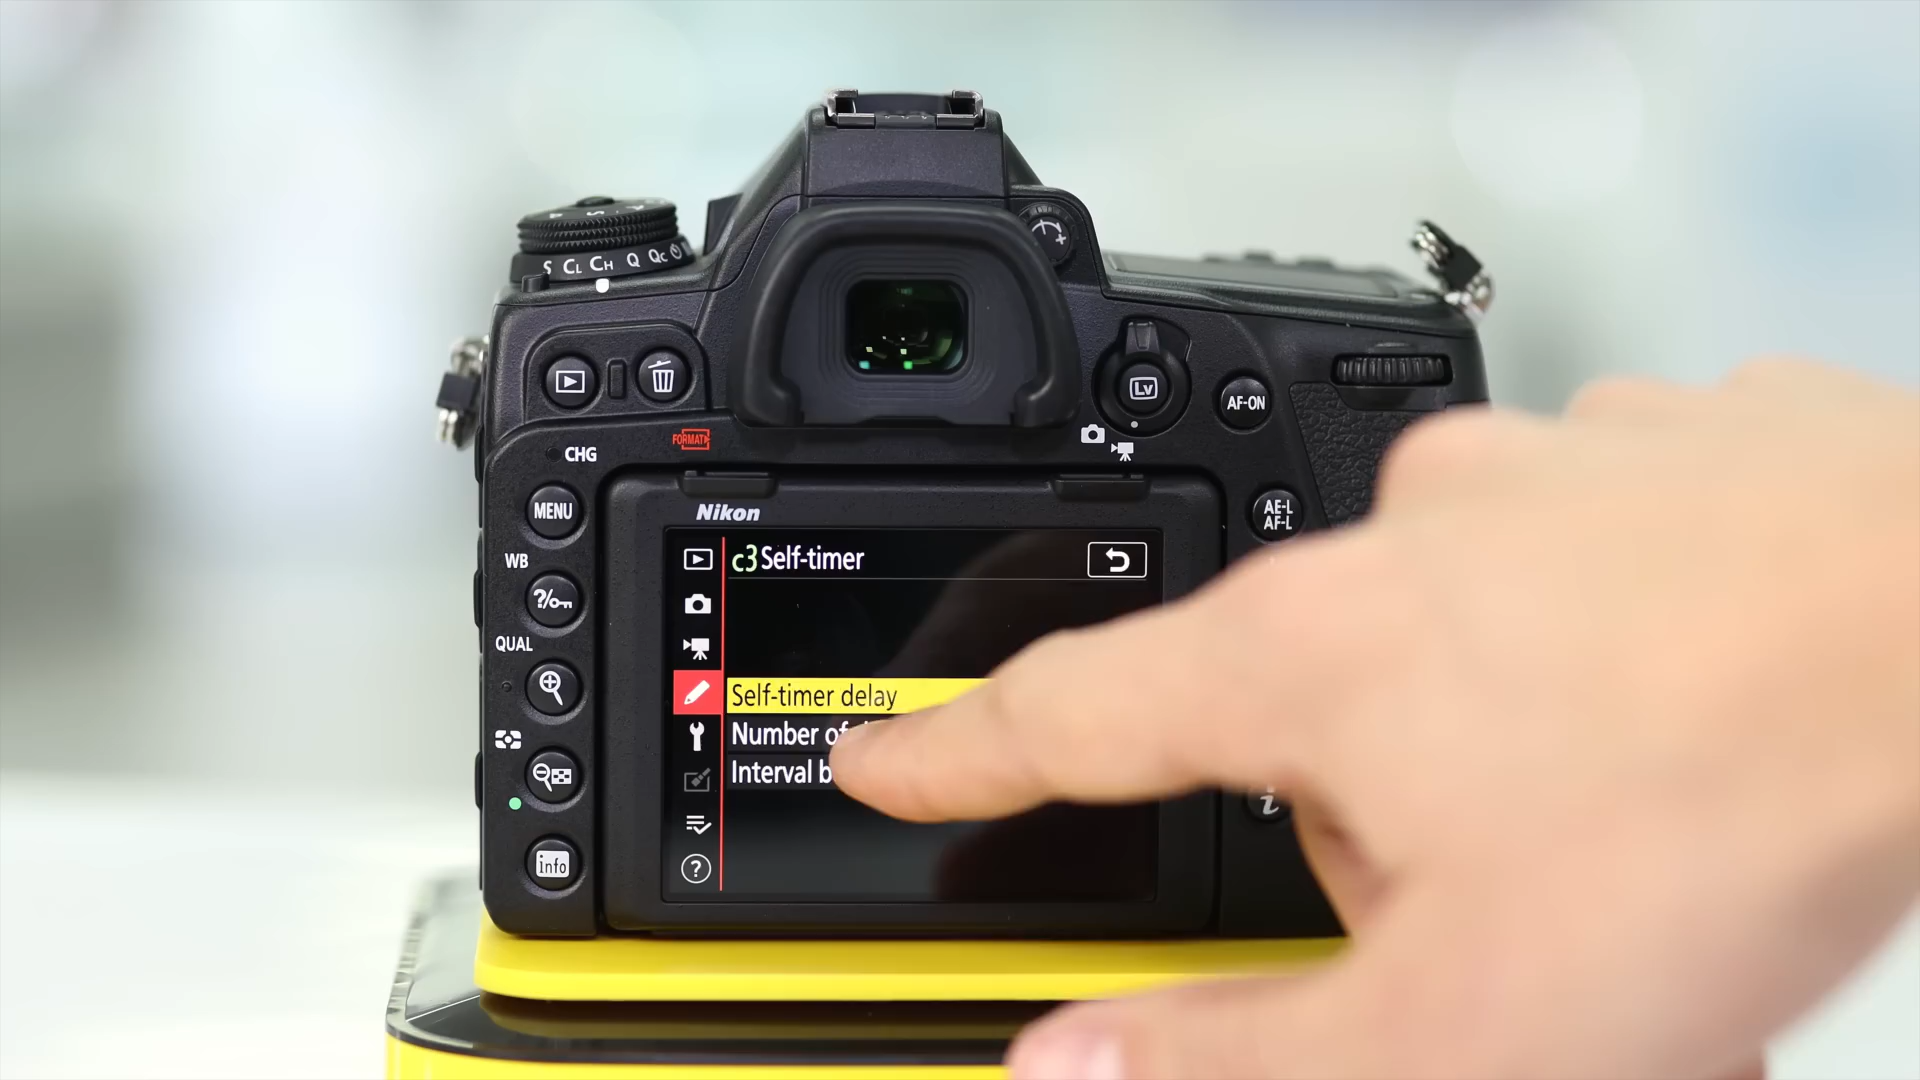 S CL CH Q Qc
Lv
AF-ON
FORMAT
CHG
Nikon
MENU
AE-L
AF-L
c3 Self-timer
WB
?
QUAL
Self-timer delay
Number of
Interval
info
?
i